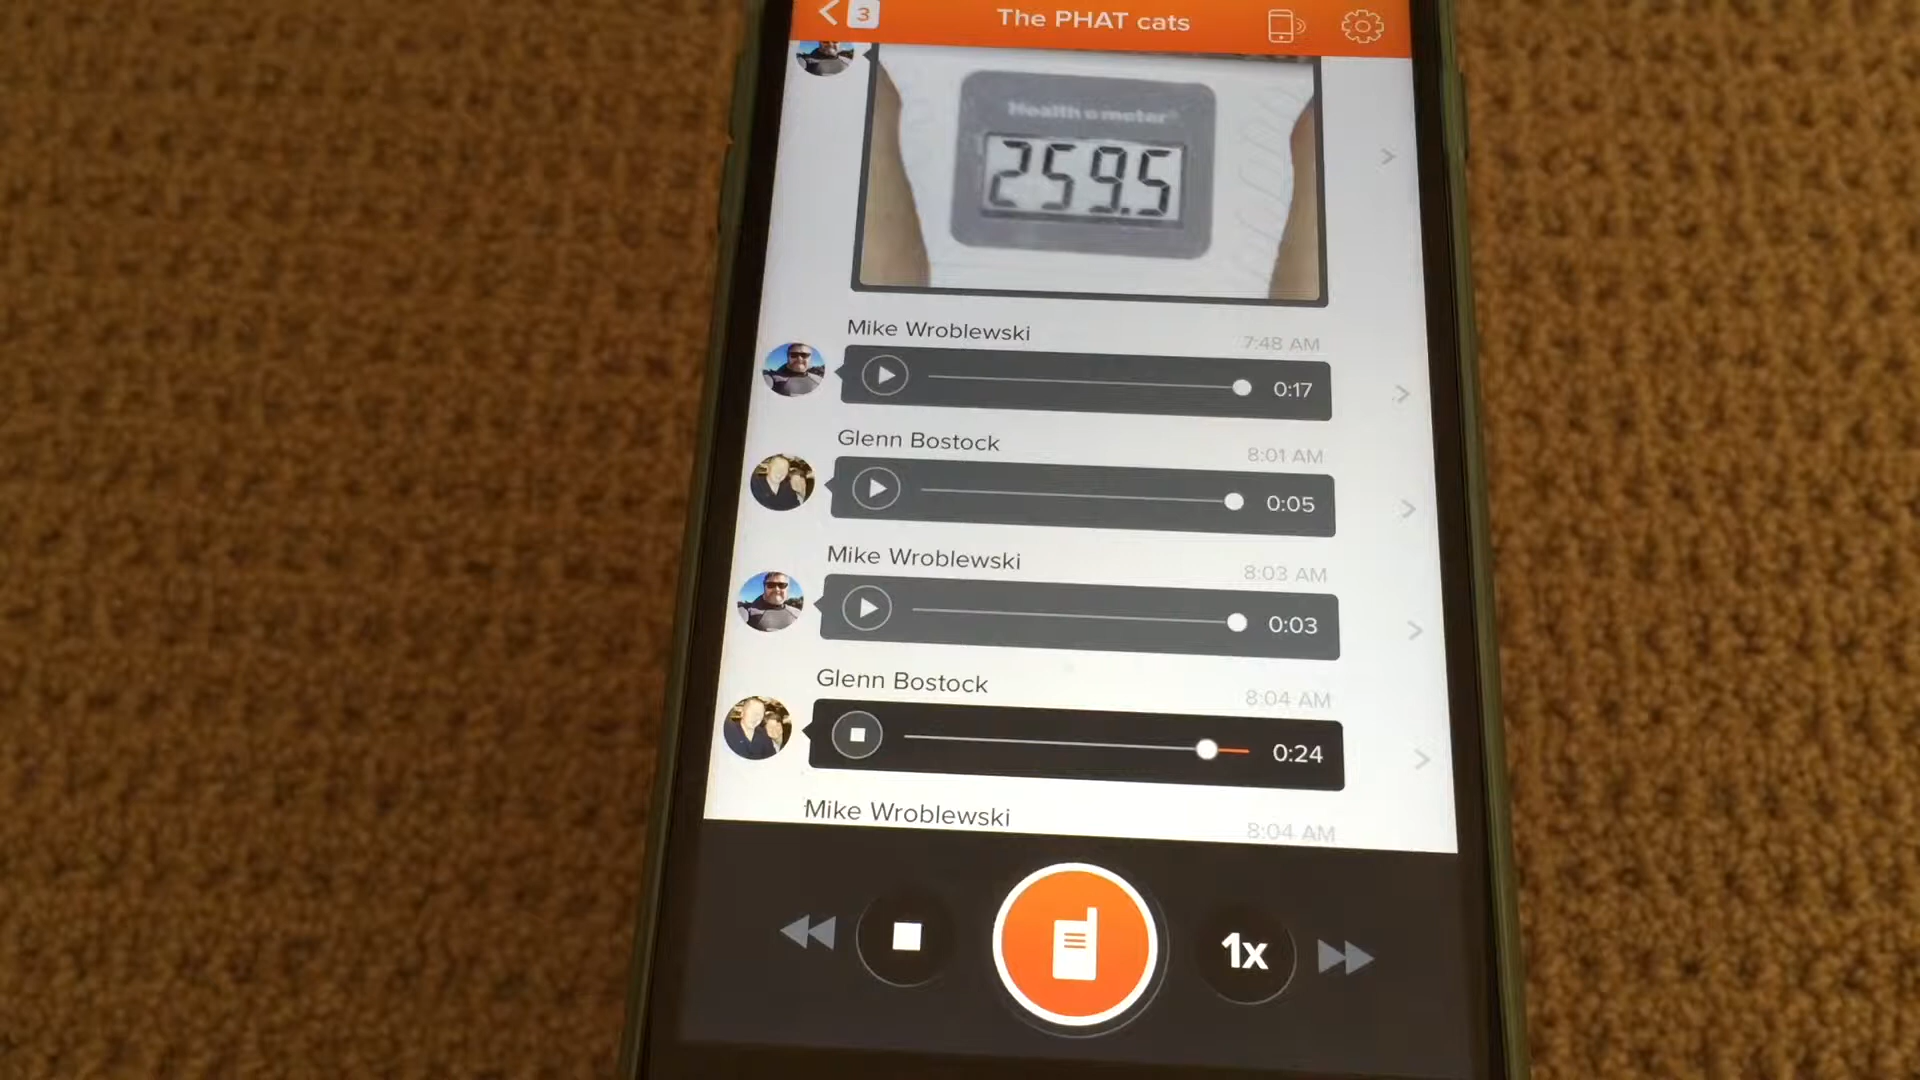 3
The PHAT cats
Health o meter
259.5
Mike Wroblewski
7:48 AM
0:17
Glenn Bostock
8:01 AM
0:05
Mike Wroblewski
8:03 AM
0:03
Glenn Bostock
8:04 AM
0:24
Mike Wroblewski
8:04 AM
1x